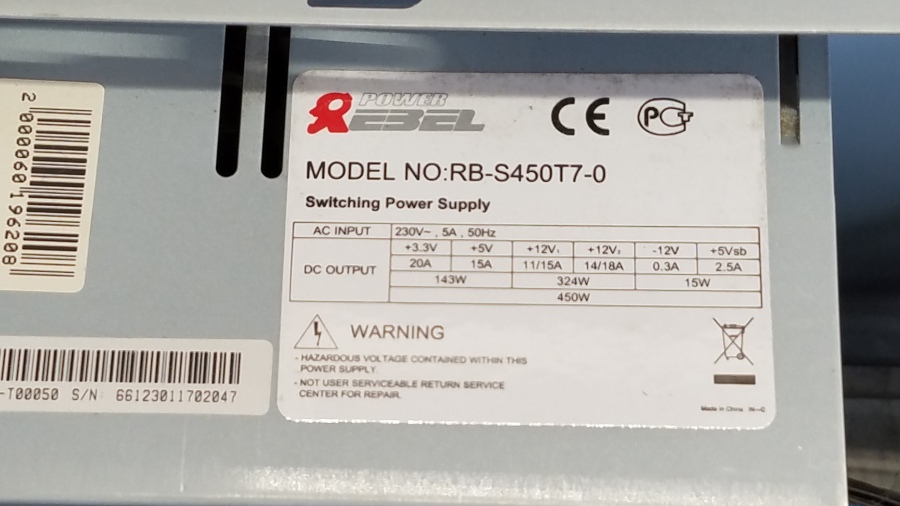 POWER
REBEL
CE
PCT
MODEL NO:RB-S450T7-0
Switching Power Supply
AC INPUT 230V~ , 5A , 50Hz
DC OUTPUT
+3.3V +5V +12V₁ +12V₂ -12V +5Vsb
20A 15A 11/15A 14/18A 0.3A 2.5A
143W 324W 15W
450W
WARNING
- HAZARDOUS VOLTAGE CONTAINED WITHIN THIS
POWER SUPPLY.
- NOT USER SERVICEABLE RETURN SERVICE
CENTER FOR REPAIR.
Made in China
2 000060 196208
-T00050 S/N 66123011702047